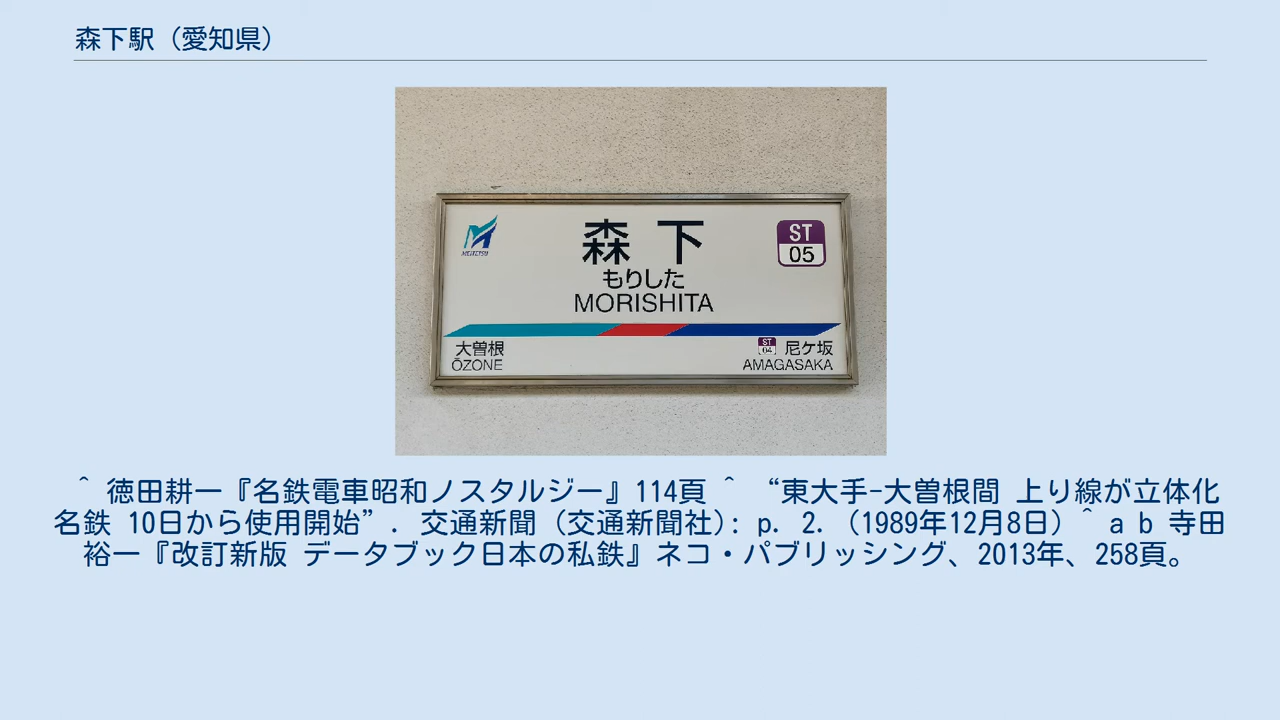 森下駅（愛知県）
MEITETSU
森下
ST
05
もりした
MORISHITA
大曽根
ŌZONE
ST
04
尼ケ坂
AMAGASAKA
^ 徳田耕一『名鉄電車昭和ノスタルジー』114頁 ^ “東大手-大曽根間 上り線が立体化
名鉄 10日から使用開始”. 交通新聞 (交通新聞社): p. 2. (1989年12月8日) ^ a b 寺田
裕一『改訂新版 データブック日本の私鉄』ネコ・パブリッシング、2013年、258頁。